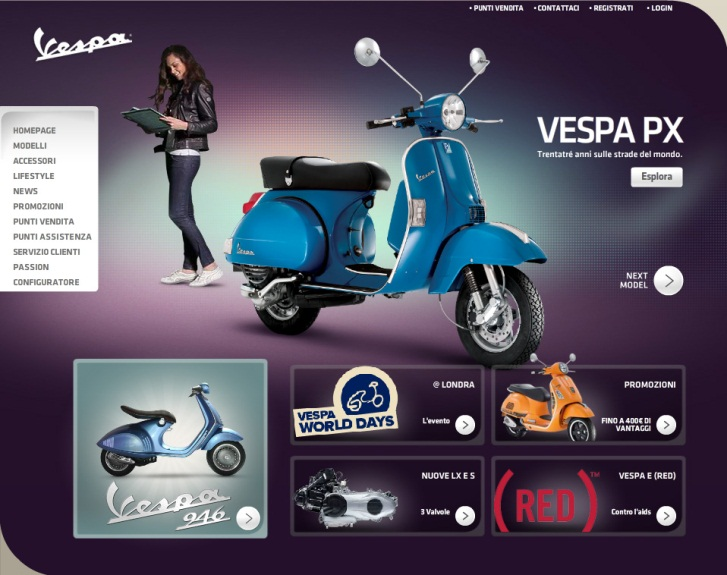 • PUNTI VENDITA • CONTATTACI • REGISTRATI • LOGIN
Vespa
HOMEPAGE
MODELLI
ACCESSORI
LIFESTYLE
NEWS
PROMOZIONI
PUNTI VENDITA
PUNTI ASSISTENZA
SERVIZIO CLIENTI
PASSION
CONFIGURATORE
Vespa
Vespa
VESPA PX
Trentatré anni sulle strade del mondo.
Esplora
NEXT
MODEL
Vespa
946
VESPA
WORLD DAYS
@ LONDRA
L'evento
PROMOZIONI
FINO A 400€ DI
VANTAGGI
NUOVE LX E S
3 Valvole
(RED)™
VESPA E (RED)
Contro l'aids